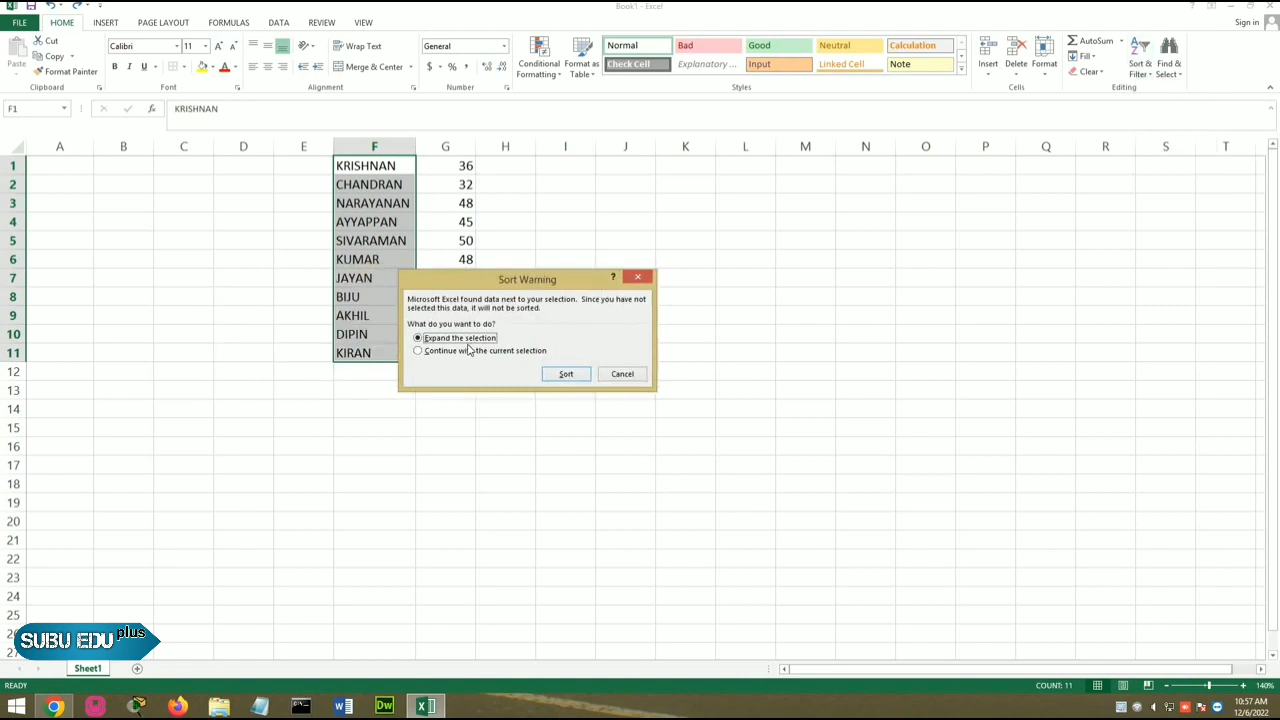 Book1 - Excel
FILE HOME INSERT PAGE LAYOUT FORMULAS DATA REVIEW VIEW Sign in
Paste Cut Copy Format Painter
Calibri 11
B I U A A A
Wrap Text
Merge & Center
General
$ % ,
Conditional Formatting Format as Table
Normal Bad Good Neutral Calculation
Check Cell Explanatory ... Input Linked Cell Note
Insert Delete Format
AutoSum
Fill
Clear
Sort & Filter Find & Select
Clipboard Font Alignment Number Styles Cells Editing
F1 fx KRISHNAN
A B C D E F G H I J K L M N O P Q R S T
1 KRISHNAN 36
2 CHANDRAN 32
3 NARAYANAN 48
4 AYYAPPAN 45
5 SIVARAMAN 50
6 KUMAR 48
7 JAYAN
8 BIJU
9 AKHIL
10 DIPIN
11 KIRAN
12
13
14
15
16
17
18
19
20
21
22
23
24
25
Sort Warning ?
Microsoft Excel found data next to your selection. Since you have not
selected this data, it will not be sorted.
What do you want to do?
Expand the selection
Continue with the current selection
Sort Cancel
SUBU EDU plus
Sheet1
READY COUNT: 11 140%
W Dw X
10:57 AM
12/6/2022